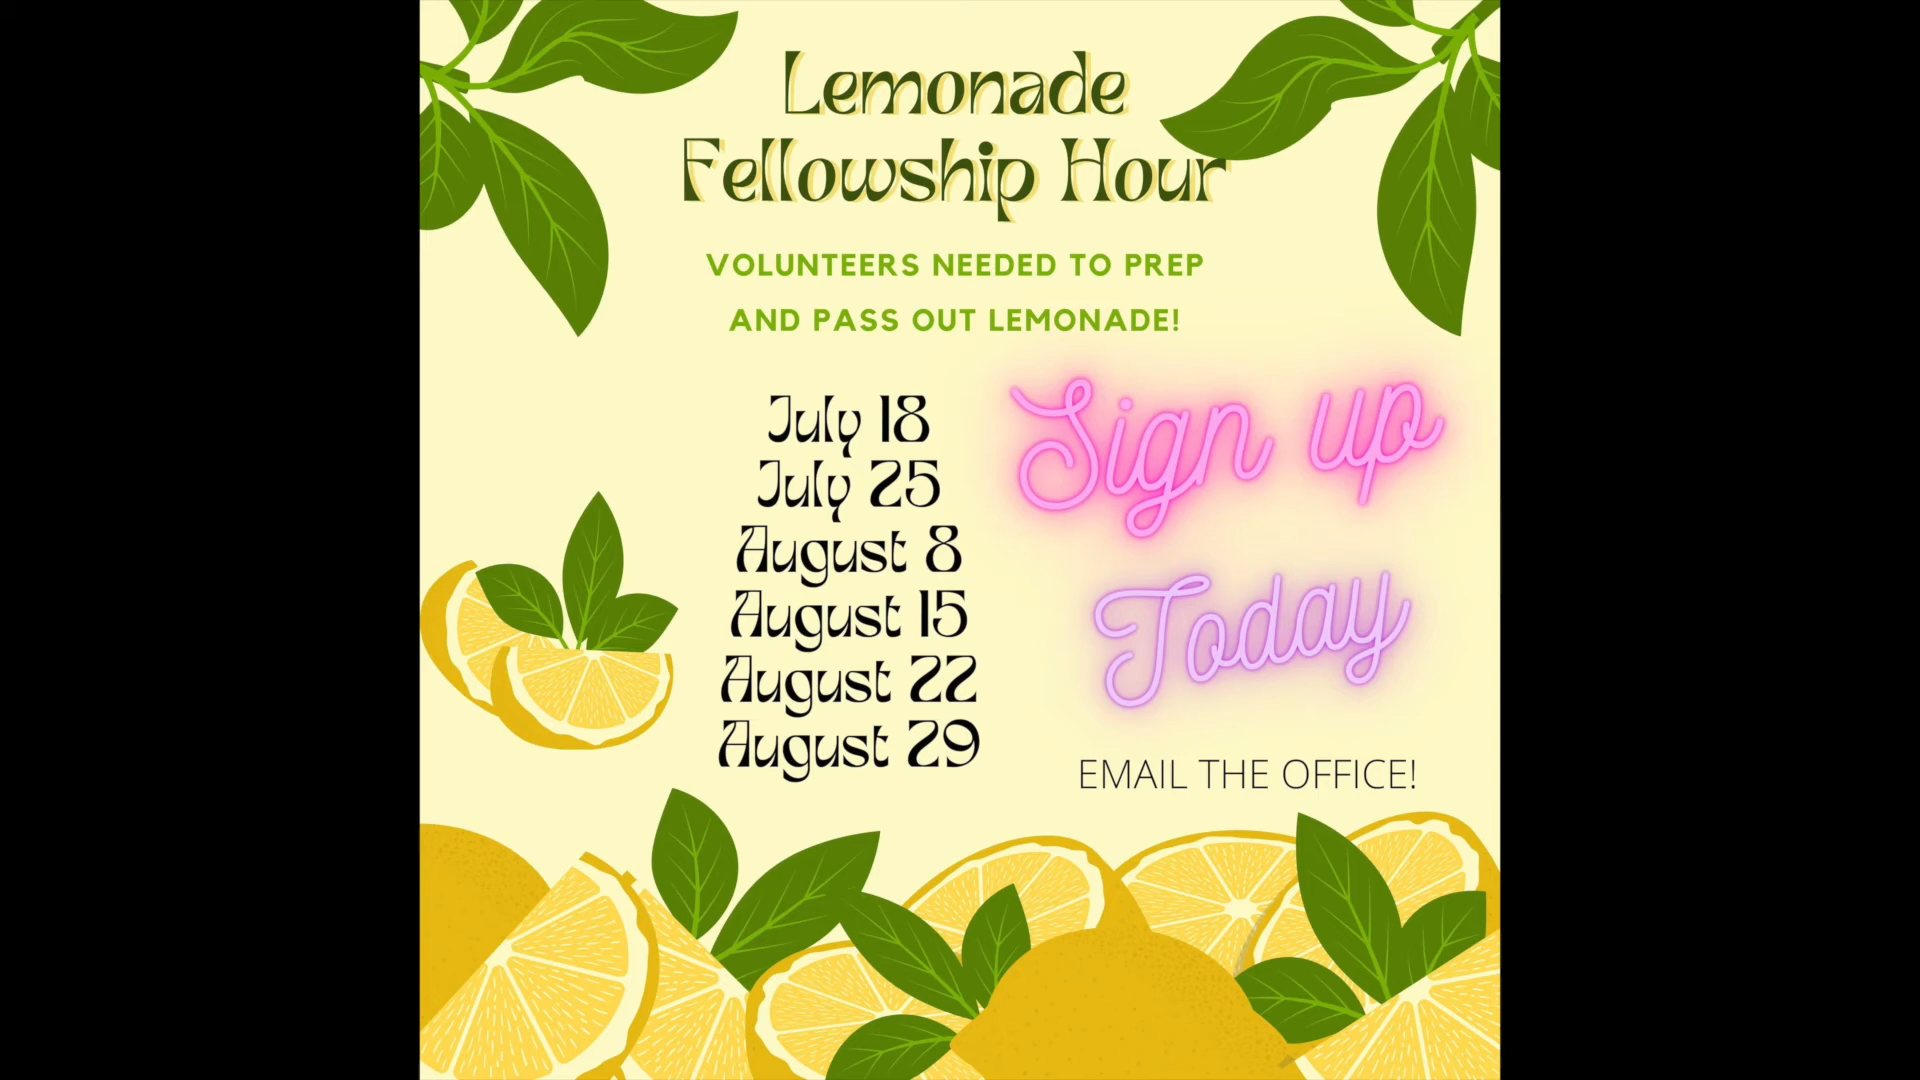 Lemonade
Fellowship Hour
VOLUNTEERS NEEDED TO PREP
AND PASS OUT LEMONADE!
July 18
July 25
August 8
August 15
August 22
August 29
Sign up
Today
EMAIL THE OFFICE!